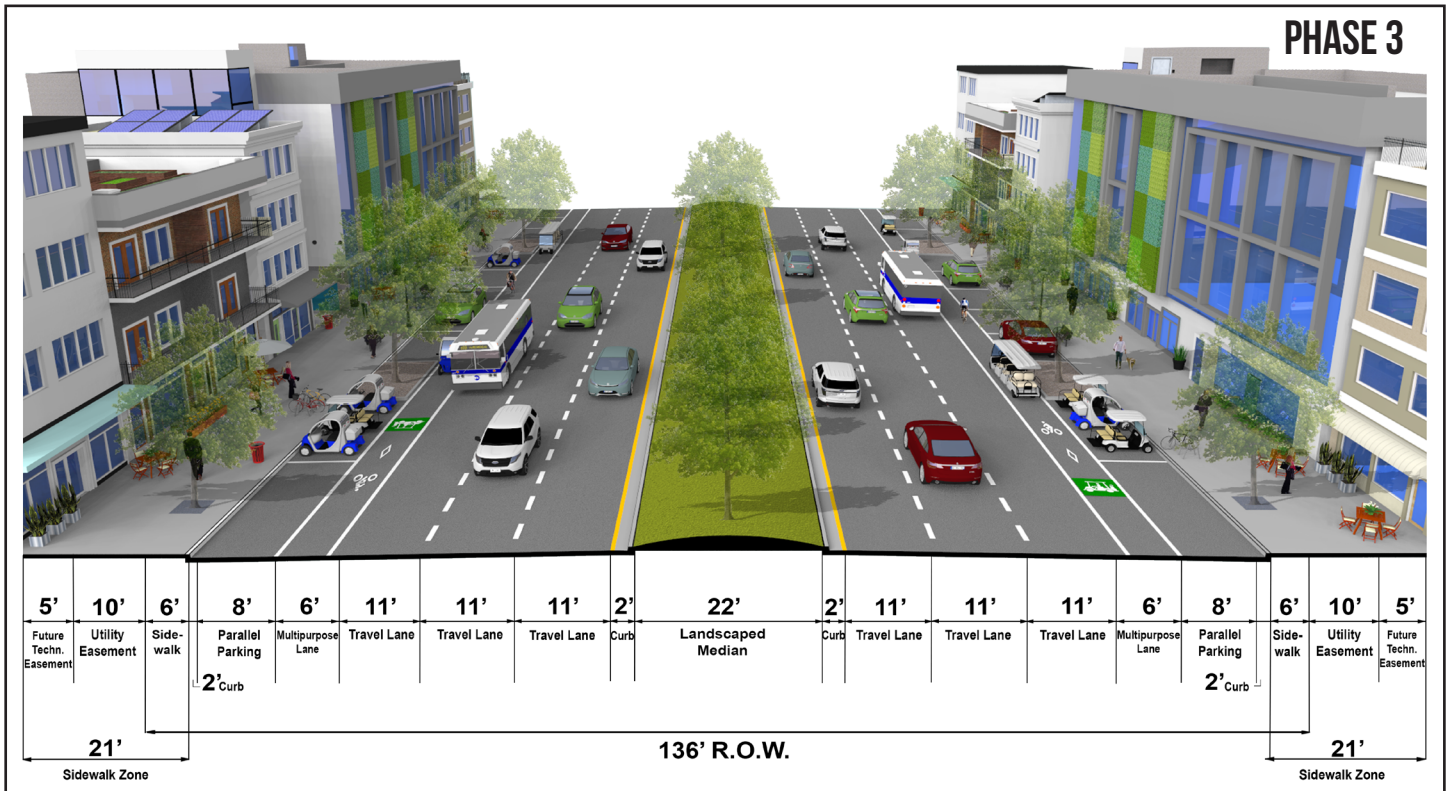 PHASE 3
5' 10' 6' 8' 6' 11' 11' 11' 2' 22' 2' 11' 11' 11' 6' 8' 6' 10' 5'
Future
Techn.
Easement
Utility
Easement
Side-
walk
Parallel
Parking
Multipurpose
Lane
Travel Lane
Travel Lane
Travel Lane
Curb
Landscaped
Median
Curb
Travel Lane
Travel Lane
Travel Lane
Multipurpose
Lane
Parallel
Parking
Side-
walk
Utility
Easement
Future
Techn.
Easement
2' Curb
2' Curb
136' R.O.W.
21'
Sidewalk Zone
21'
Sidewalk Zone